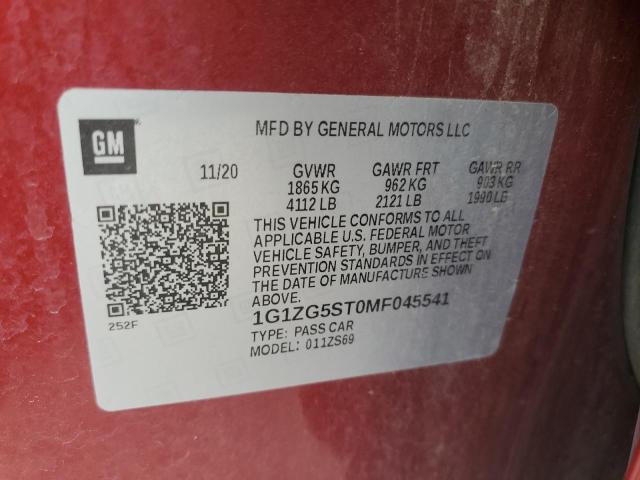 GM
MFD BY GENERAL MOTORS LLC
11/20 GVWR GAWR FRT GAWR RR
1865 KG 962 KG 903 KG
4112 LB 2121 LB 1990 LB
THIS VEHICLE CONFORMS TO ALL
APPLICABLE U.S. FEDERAL MOTOR
VEHICLE SAFETY, BUMPER, AND THEFT
PREVENTION STANDARDS IN EFFECT ON
THE DATE OF MANUFACTURE SHOWN
ABOVE.
1G1ZG5ST0MF045541
TYPE: PASS CAR
MODEL: 011ZS69
252F